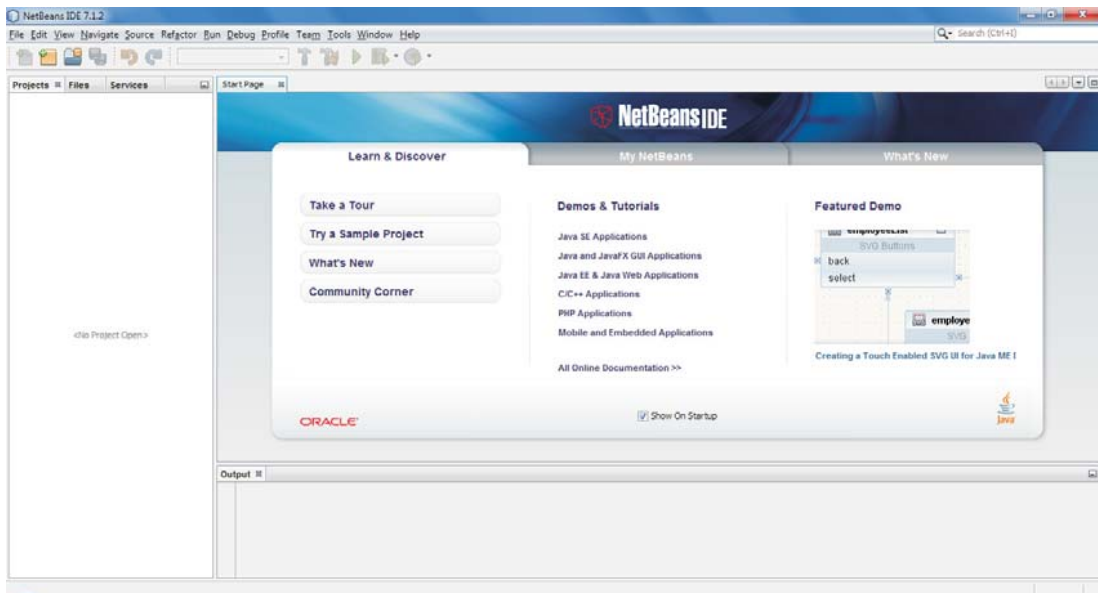 NetBeans IDE 7.1.2
File Edit View Navigate Source Refactor Run Debug Profile Team Tools Window Help
Search (Ctrl+I)
Projects Files Services
Start Page
NetBeans IDE
Learn & Discover
My NetBeans
What's New
Take a Tour
Try a Sample Project
What's New
Community Corner
Demos & Tutorials
Java SE Applications
Java and JavaFX GUI Applications
Java EE & Java Web Applications
C/C++ Applications
PHP Applications
Mobile and Embedded Applications
All Online Documentation >>
Featured Demo
employeeList
SVG Buttons
back
select
employe
SVG
Creating a Touch Enabled SVG UI for Java ME
<No Project Open>
ORACLE
Show On Startup
Java
Output